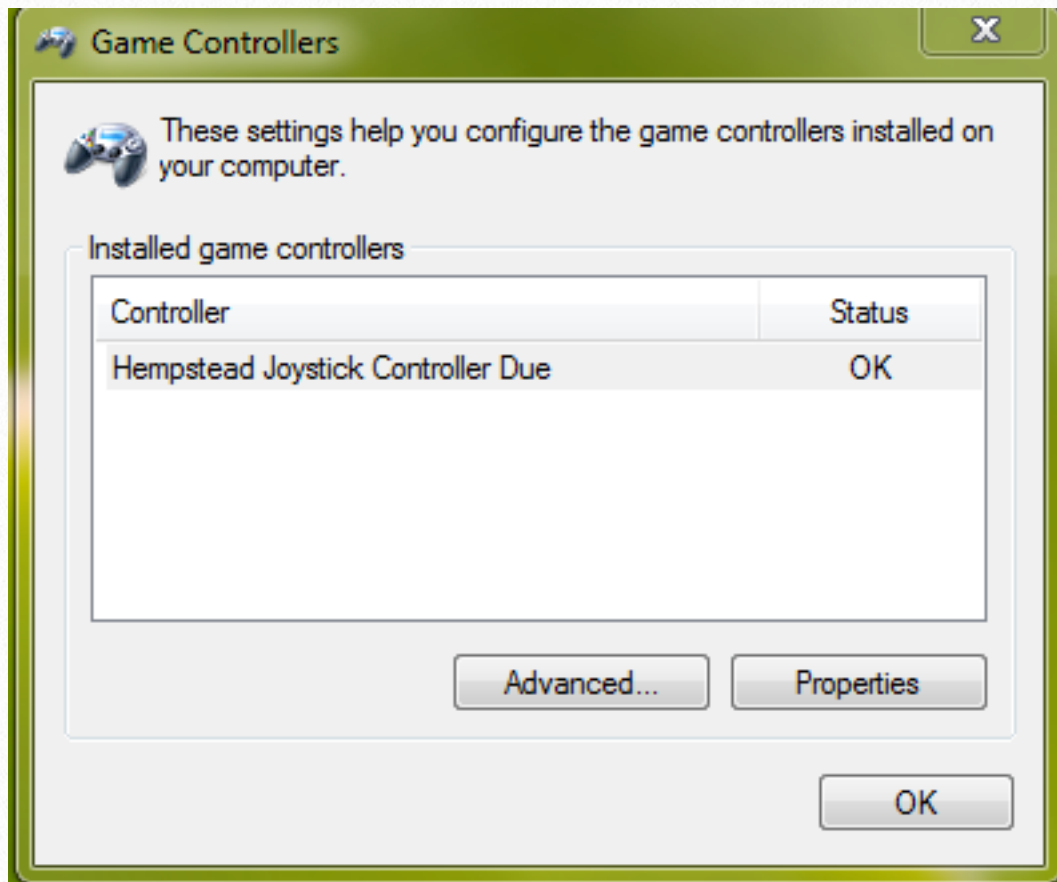 Game Controllers
X
These settings help you configure the game controllers installed on
your computer.
Installed game controllers
Controller Status
Hempstead Joystick Controller Due OK
Advanced... Properties
OK